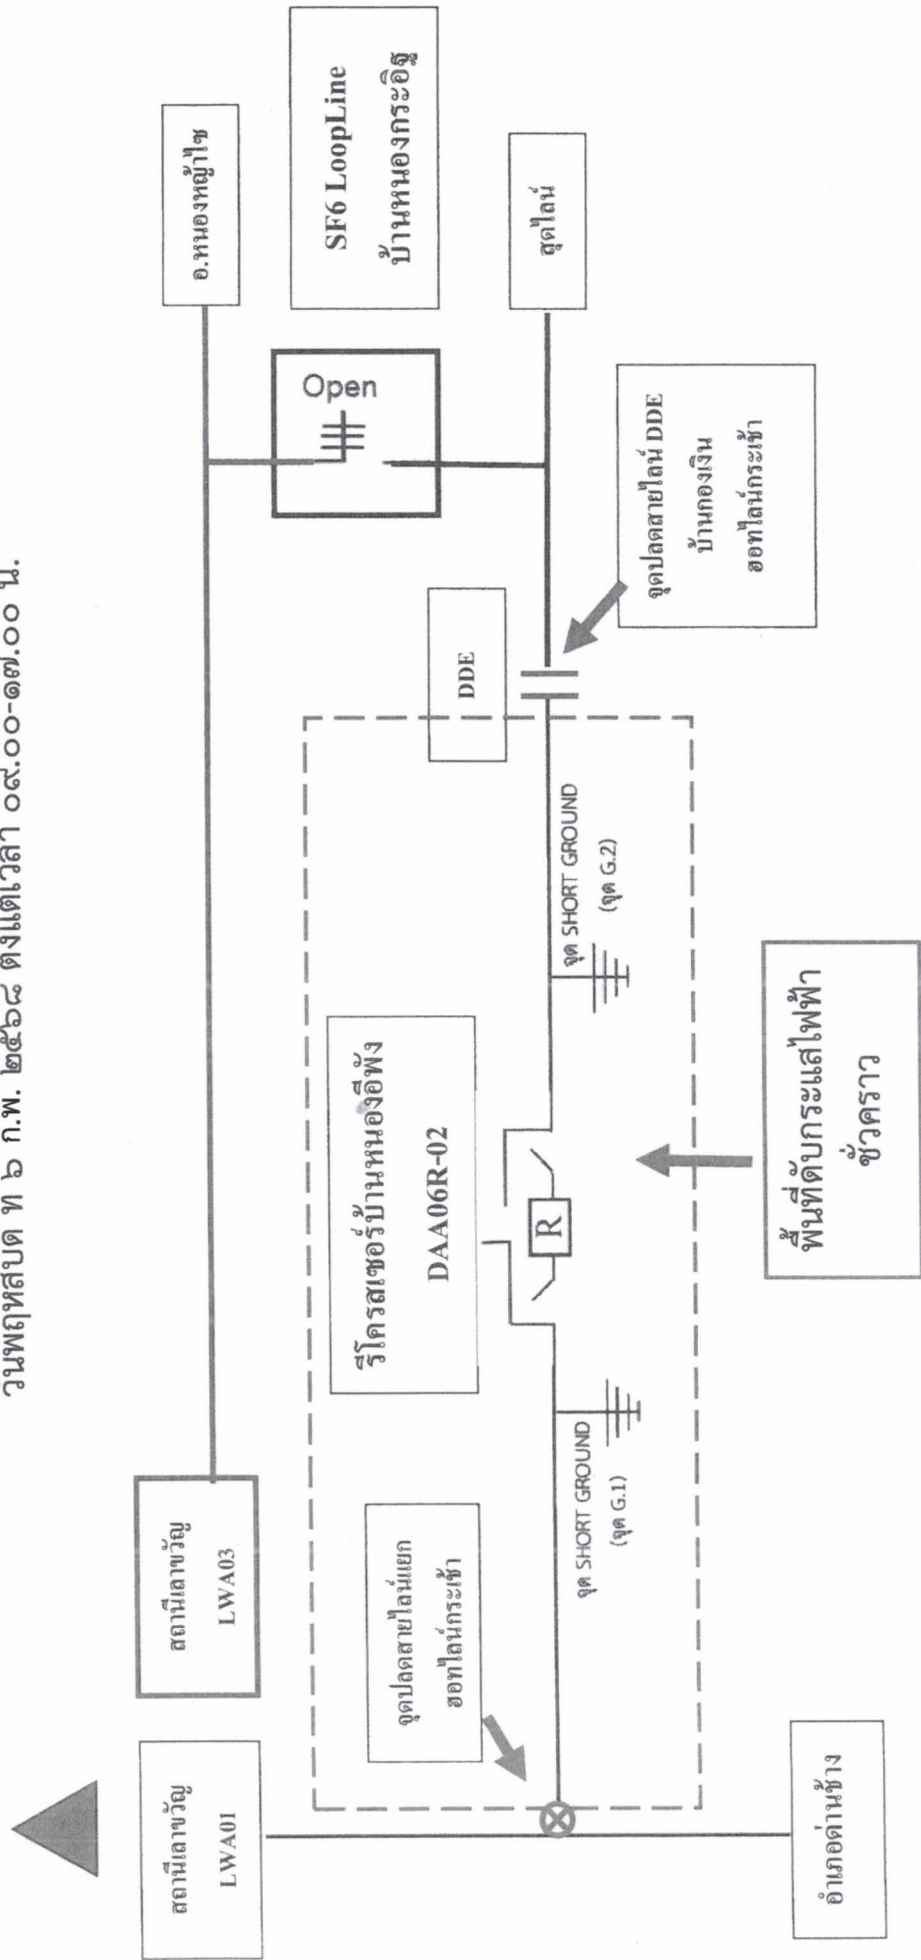 วันพฤหัสบดี ที่ ๖ ก.พ. ๒๕๖๘ ตั้งแต่เวลา ๐๙.๐๐-๑๗.๐๐ น.
สถานีเลาขวัญ
LWA01
สถานีเลาขวัญ
LWA03
อ.หนองหญ้าไซ
SF6 LoopLine
บ้านหนองกระอิฐ
Open
สุดไลน์
DDE
จุดปลดสายไลน์ DDE
บ้านกองเงิน
ฮอทไลน์กระเช้า
รีโครสเซอร์บ้านหนองอีพัง
DAA06R-02
R
จุด SHORT GROUND
(จุด G.2)
จุดปลดสายไลน์แยก
ฮอทไลน์กระเช้า
จุด SHORT GROUND
(จุด G.1)
พื้นที่ดับกระแสไฟฟ้า
ชั่วคราว
อำเภอด่านช้าง